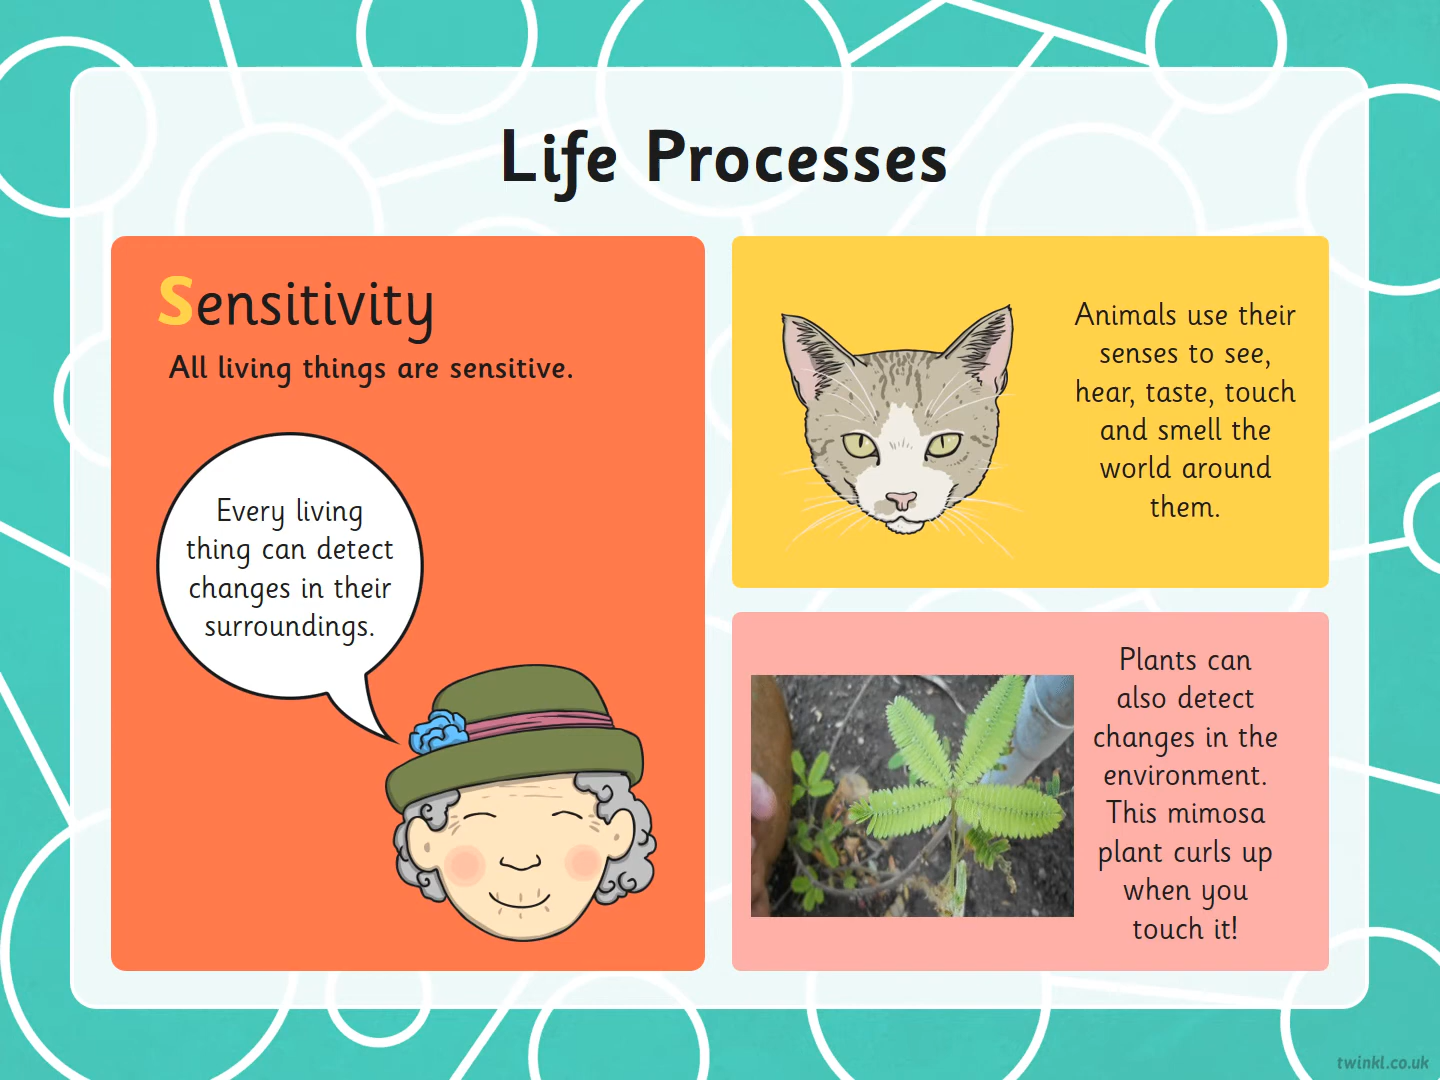 Life Processes
Sensitivity
All living things are sensitive.
Every living
thing can detect
changes in their
surroundings.
Animals use their
senses to see,
hear, taste, touch
and smell the
world around
them.
Plants can
also detect
changes in the
environment.
This mimosa
plant curls up
when you
touch it!
twinkl.co.uk